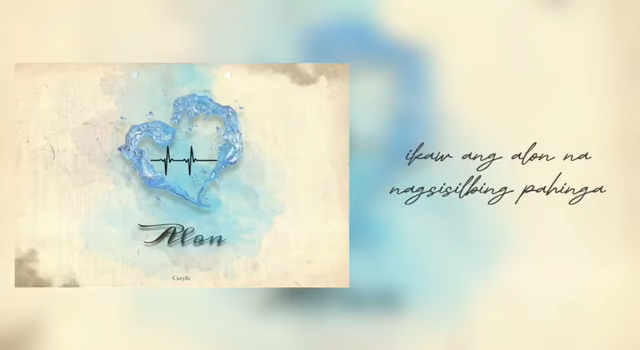 Alon
Carylle
ikaw ang alon na
nagsisilbing pahinga